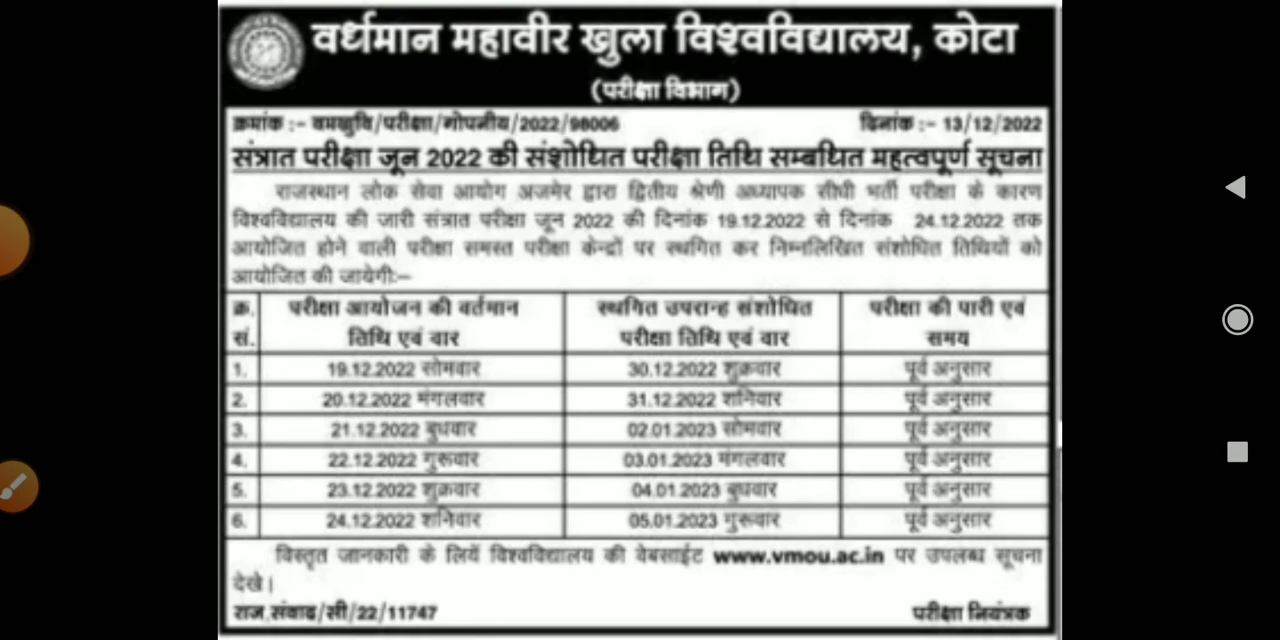 वर्धमान महावीर खुला विश्वविद्यालय, कोटा
(परीक्षा विभाग)
क्रमांक :- वमखुवि/परीक्षा/गोपनीय/2022/98006 दिनांक :- 13/12/2022
संत्रात परीक्षा जून 2022 की संशोधित परीक्षा तिथि सम्बधित महत्वपूर्ण सूचना
राजस्थान लोक सेवा आयोग अजमेर द्वारा द्वितीय श्रेणी अध्यापक सीधी भर्ती परीक्षा के कारण
विश्वविद्यालय की जारी संत्रात परीक्षा जून 2022 की दिनांक 19.12.2022 से दिनांक 24.12.2022 तक
आयोजित होने वाली परीक्षा समस्त परीक्षा केन्द्रों पर स्थगित कर निम्नलिखित संशोधित तिथियों को
आयोजित की जायेगी:–
क्र. परीक्षा आयोजन की वर्तमान स्थगित उपरान्ह संशोधित परीक्षा की पारी एवं
सं. तिथि एवं वार परीक्षा तिथि एवं वार समय
1. 19.12.2022 सोमवार 30.12.2022 शुक्रवार पूर्व अनुसार
2. 20.12.2022 मंगलवार 31.12.2022 शनिवार पूर्व अनुसार
3. 21.12.2022 बुधवार 02.01.2023 सोमवार पूर्व अनुसार
4. 22.12.2022 गुरूवार 03.01.2023 मंगलवार पूर्व अनुसार
5. 23.12.2022 शुक्रवार 04.01.2023 बुधवार पूर्व अनुसार
6. 24.12.2022 शनिवार 05.01.2023 गुरूवार पूर्व अनुसार
विस्तृत जानकारी के लियें विश्वविद्यालय की वेबसाईट www.vmou.ac.in पर उपलब्ध सूचना
देखे।
राज.संवाद/सी/22/11747 परीक्षा नियंत्रक